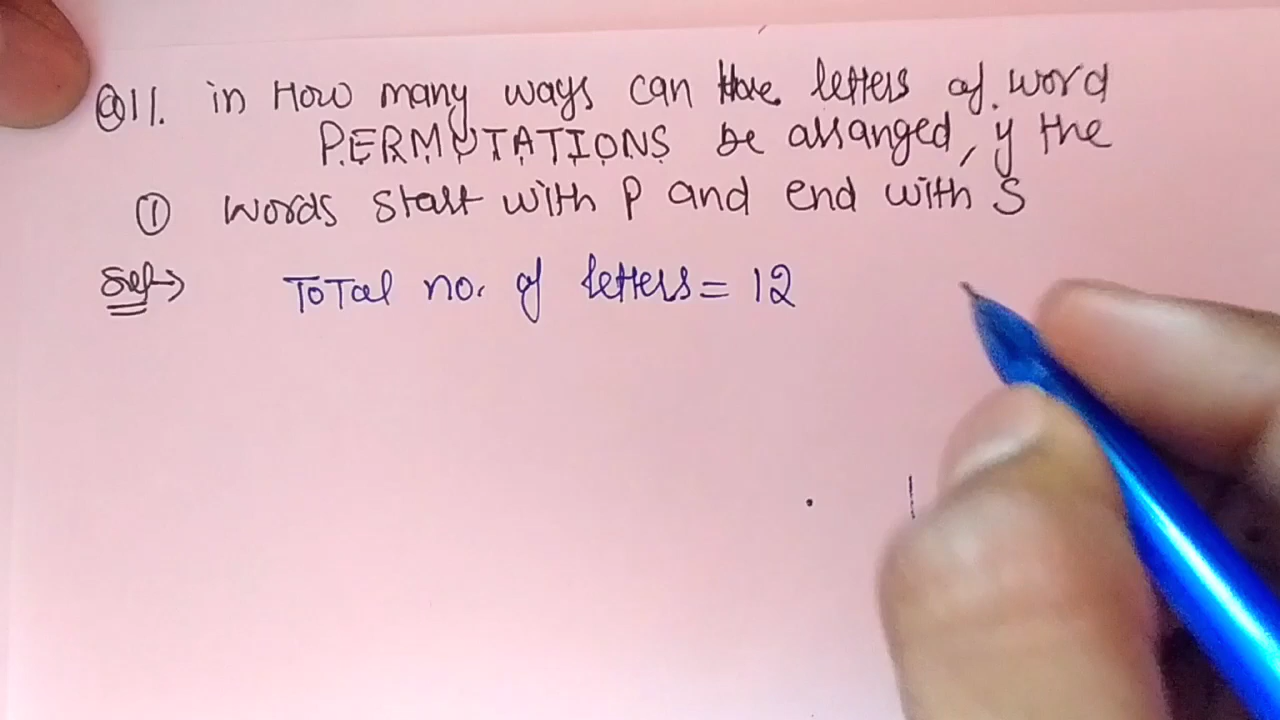 Q11. in How many ways can the letters of word
PERMUTATIONS be arranged, if the
① words start with P and end with S
Sol→ ToTal no. of letters = 12